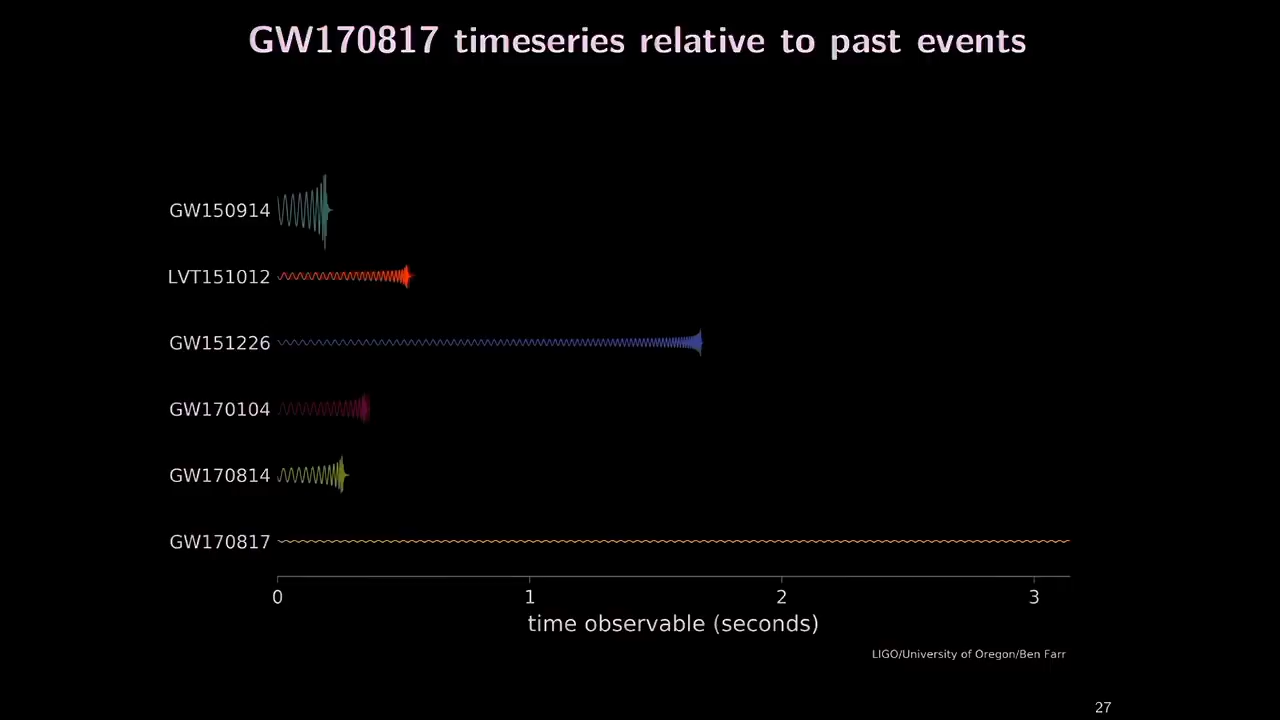 GW170817 timeseries relative to past events
GW150914
LVT151012
GW151226
GW170104
GW170814
GW170817
0 1 2 3
time observable (seconds)
LIGO/University of Oregon/Ben Farr
27